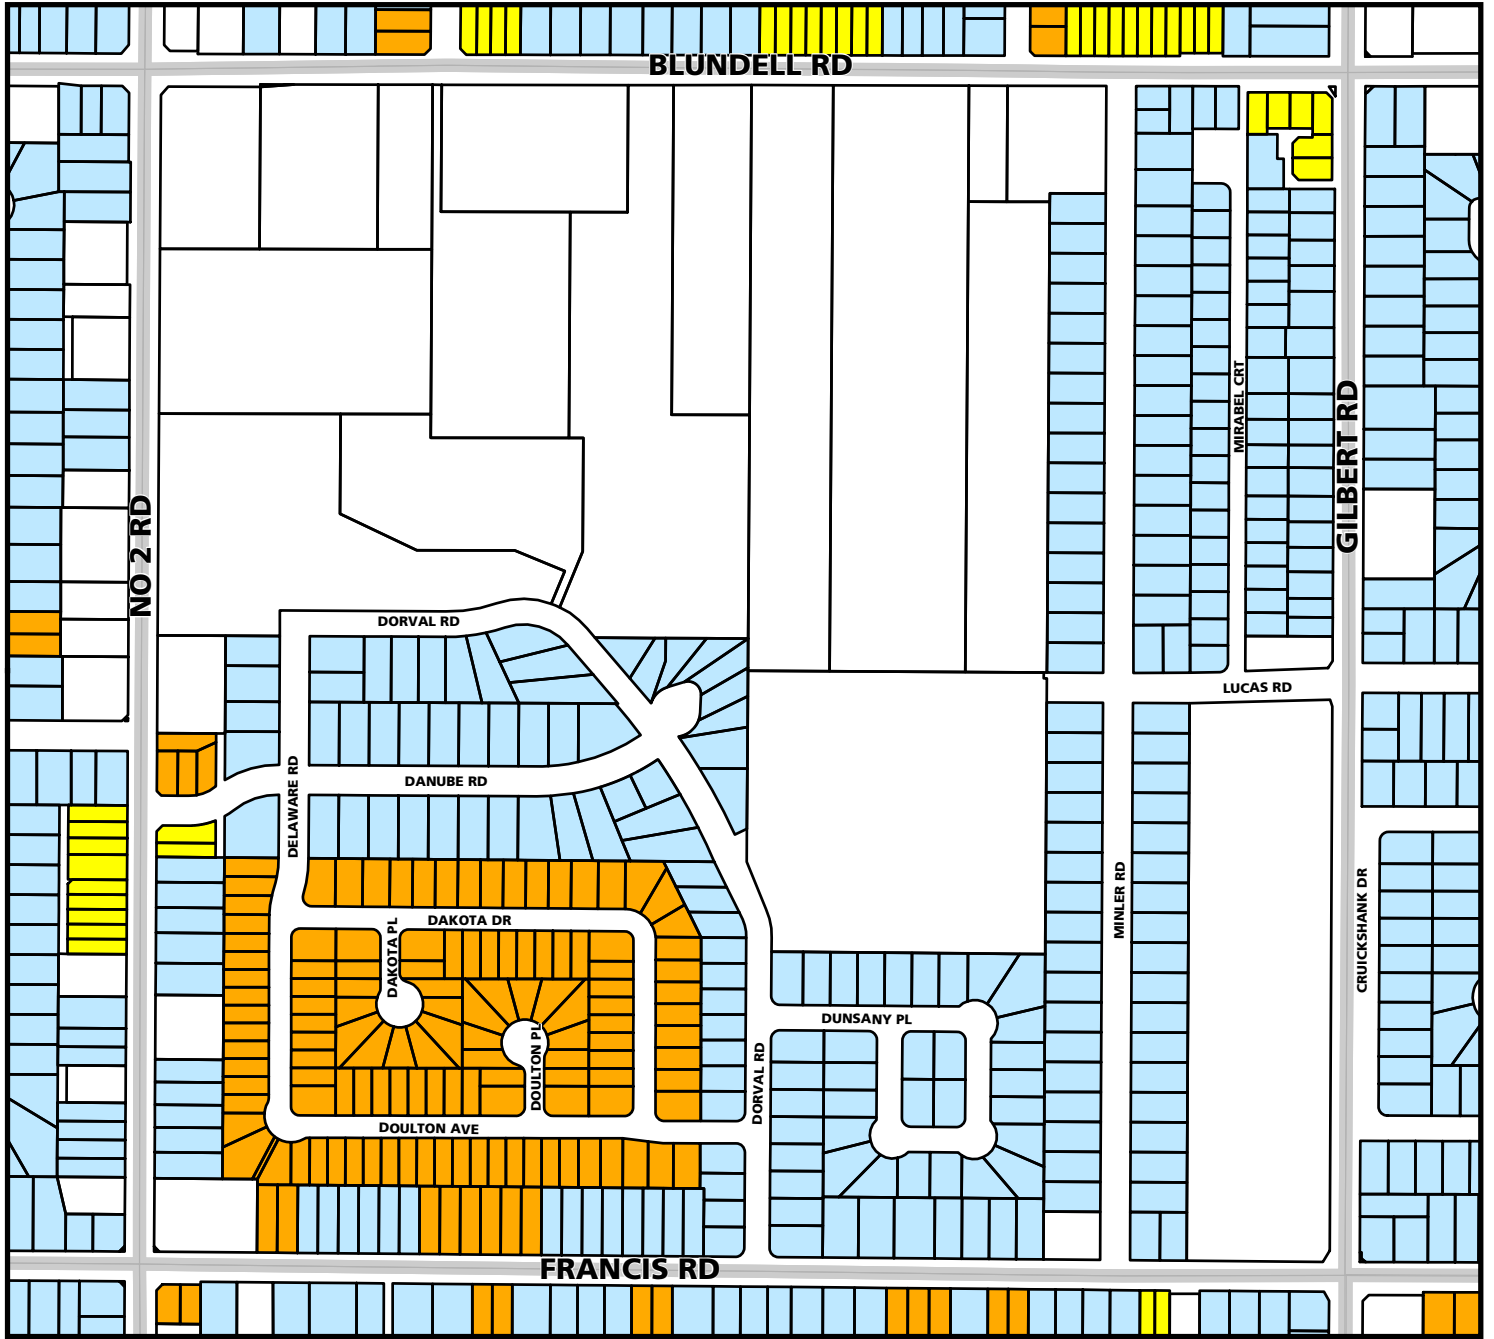 BLUNDELL RD
MIRABEL CRT
GILBERT RD
NO 2 RD
DORVAL RD
LUCAS RD
DELAWARE RD
DANUBE RD
MINLER RD
CRUICKSHANK DR
DAKOTA PL
DAKOTA DR
DUNSANY PL
DOULTON PL
DORVAL RD
DOULTON AVE
FRANCIS RD